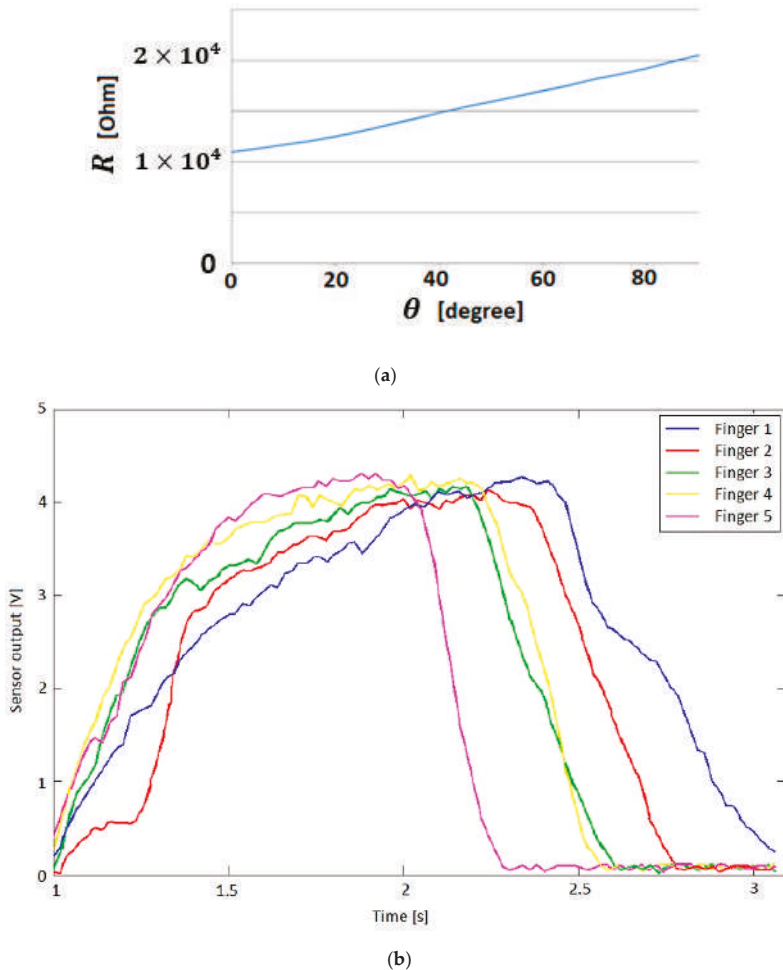 2 × 10⁴
1 × 10⁴
0
R [Ohm]
0 20 40 60 80
θ [degree]
(a)
5
4
3
2
1
0
Sensor output [V]
Finger 1
Finger 2
Finger 3
Finger 4
Finger 5
1 1.5 2 2.5 3
Time [s]
(b)